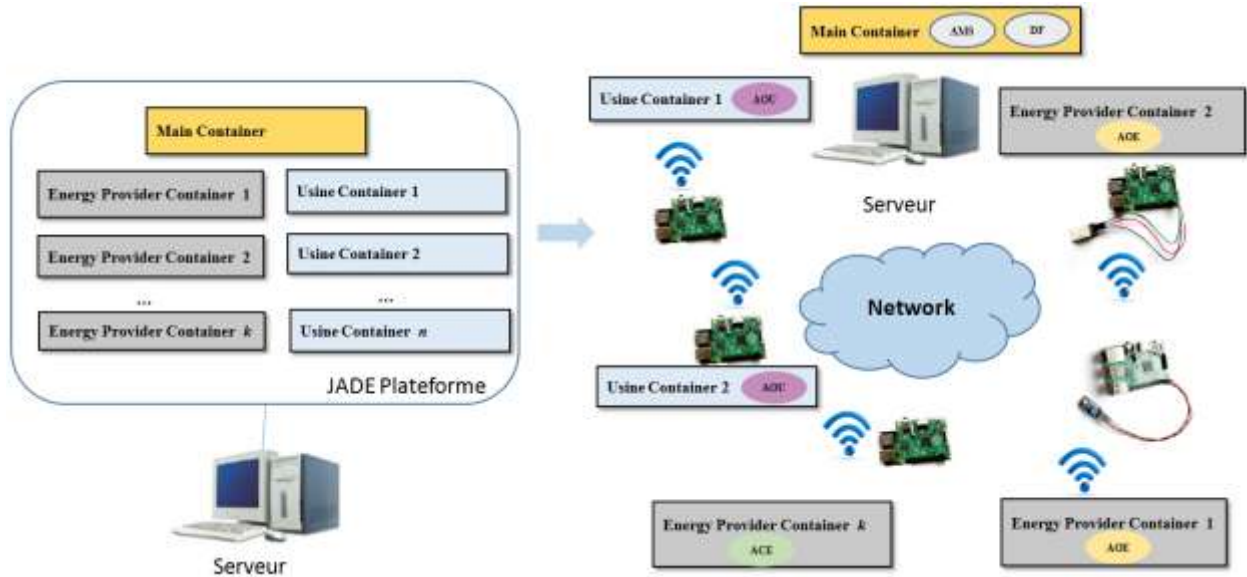 Main Container
Energy Provider Container 1
Usine Container 1
Energy Provider Container 2
Usine Container 2
...
...
Energy Provider Container k
Usine Container n
JADE Plateforme
Serveur
Main Container AMS DF
Usine Container 1 AOU
Energy Provider Container 2
AOE
Serveur
Network
Usine Container 2 AOU
Energy Provider Container k
ACE
Energy Provider Container 1
AOE